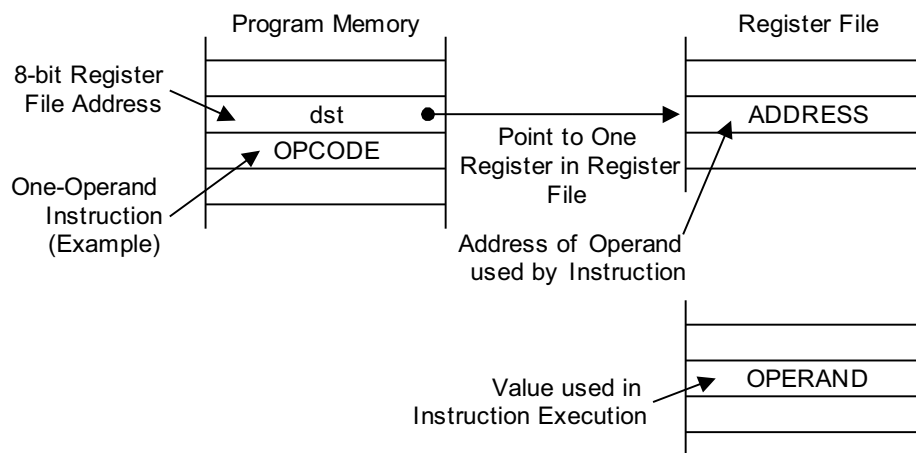 Program Memory
Register File
8-bit Register
File Address
dst
ADDRESS
OPCODE
Point to One
Register in Register
File
One-Operand
Instruction
(Example)
Address of Operand
used by Instruction
OPERAND
Value used in
Instruction Execution